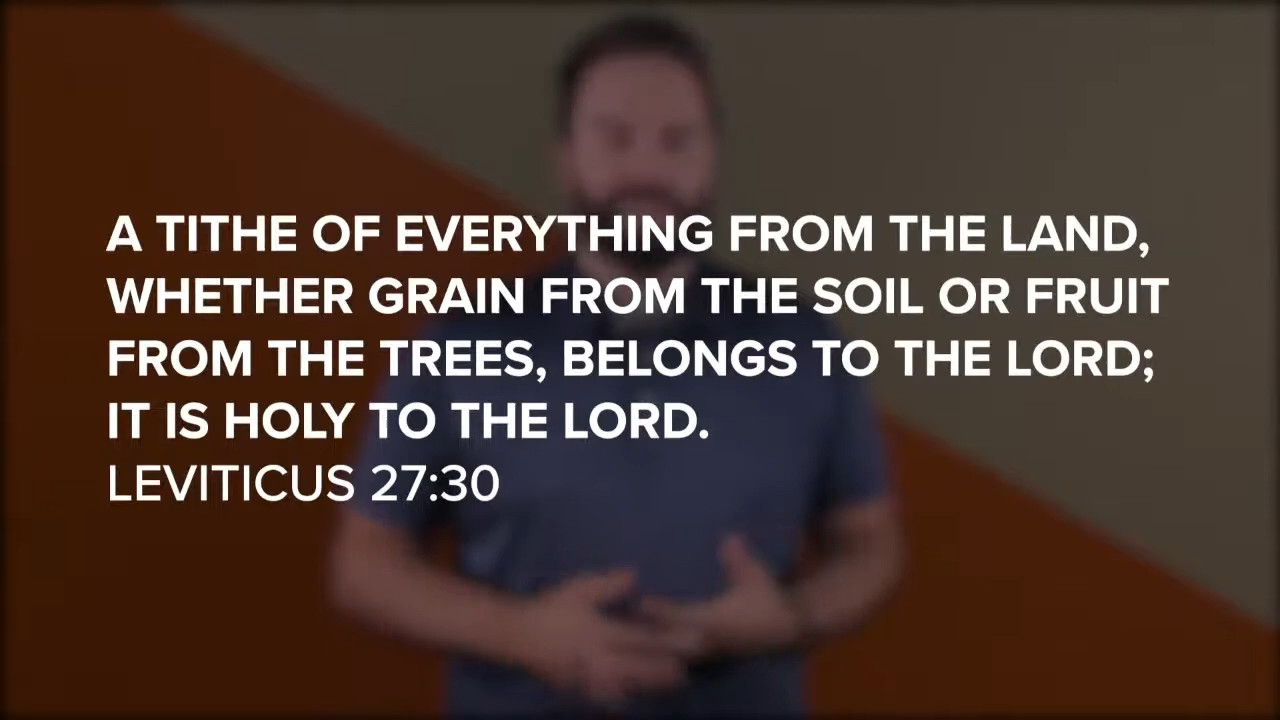 A TITHE OF EVERYTHING FROM THE LAND,
WHETHER GRAIN FROM THE SOIL OR FRUIT
FROM THE TREES, BELONGS TO THE LORD;
IT IS HOLY TO THE LORD.
LEVITICUS 27:30